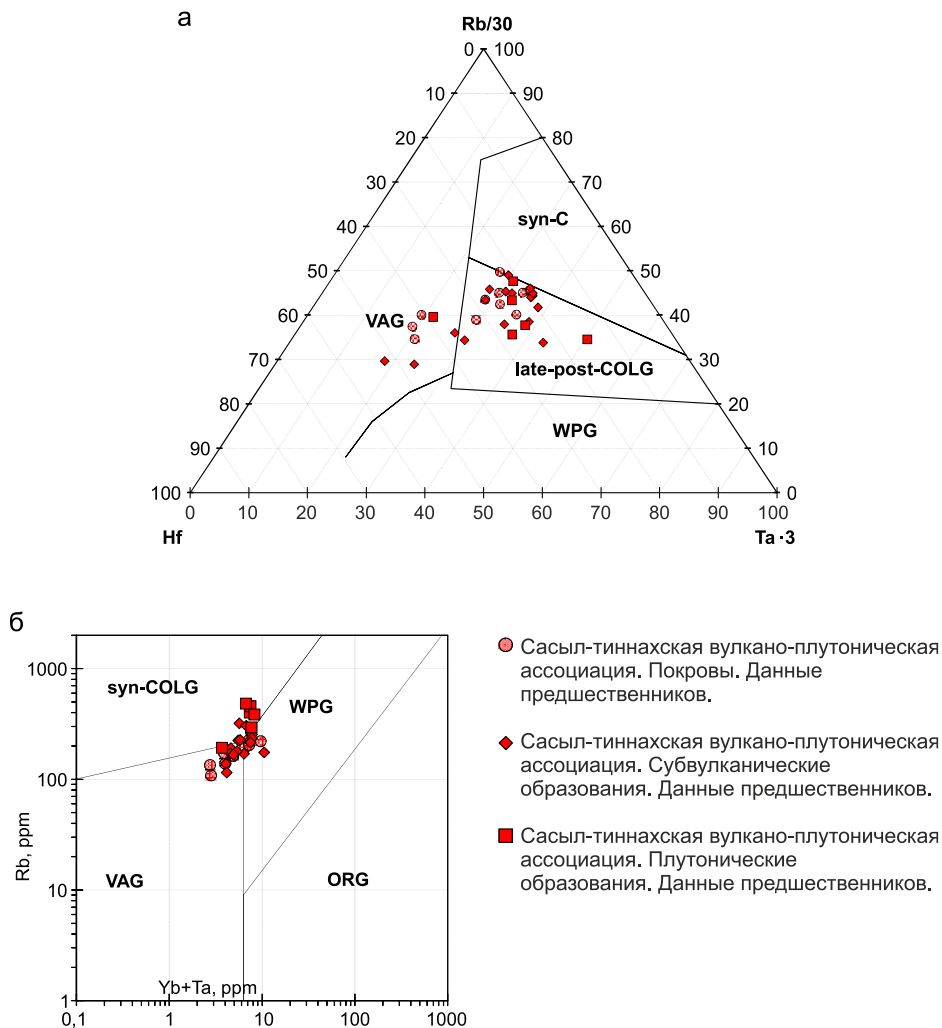 а
Rb/30
0 100
10 90
20 80
30 70
syn-C
40 60
50 50
VAG
60 40
70 30
late-post-COLG
80 20
WPG
90 10
100 0
0 10 20 30 40 50 60 70 80 90 100
Hf Ta·3
б
1000
syn-COLG
WPG
100
Rb, ppm
VAG
ORG
10
Yb+Ta, ppm
1
0,1 1 10 100 1000
Сасыл-тиннахская вулкано-плутоническая
ассоциация. Покровы. Данные
предшественников.
Сасыл-тиннахская вулкано-плутоническая
ассоциация. Субвулканические
образования. Данные предшественников.
Сасыл-тиннахская вулкано-плутоническая
ассоциация. Плутонические
образования. Данные предшественников.